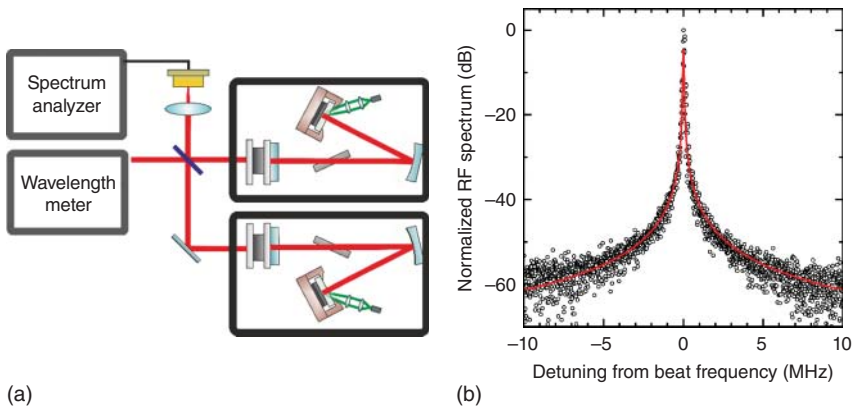 Spectrum
analyzer
Wavelength
meter
(a)
Normalized RF spectrum (dB)
0
–20
–40
–60
–10
–5
0
5
10
Detuning from beat frequency (MHz)
(b)